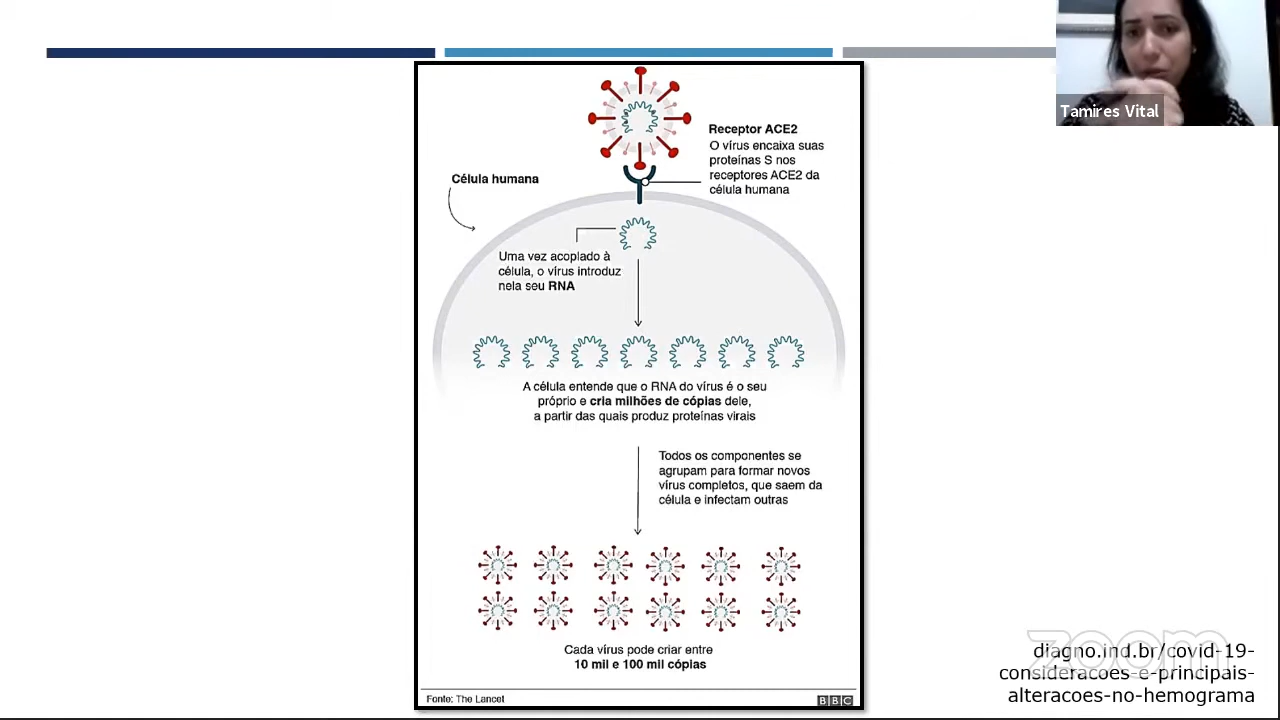 Tamires Vital
Receptor ACE2
O vírus encaixa suas
proteínas S nos
receptores ACE2 da
célula humana
Célula humana
Uma vez acoplado à
célula, o vírus introduz
nela seu RNA
A célula entende que o RNA do vírus é o seu
próprio e cria milhões de cópias dele,
a partir das quais produz proteínas virais
Todos os componentes se
agrupam para formar novos
vírus completos, que saem da
célula e infectam outras
Cada vírus pode criar entre
10 mil e 100 mil cópias
Fonte: The Lancet
BBC
zoom
diagno.ind.br/covid-19-
consideracoes-e-principais-
alteracoes-no-hemograma